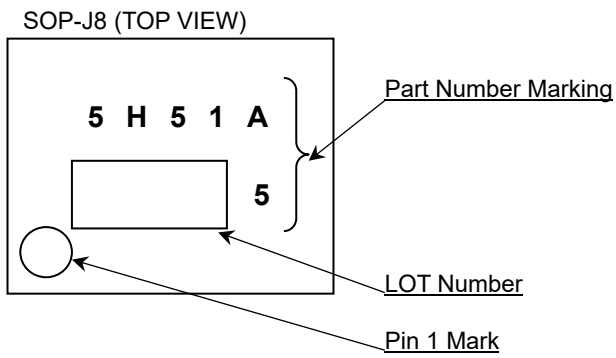 SOP-J8 (TOP VIEW)
Part Number Marking
5 H 5 1 A
5
LOT Number
Pin 1 Mark